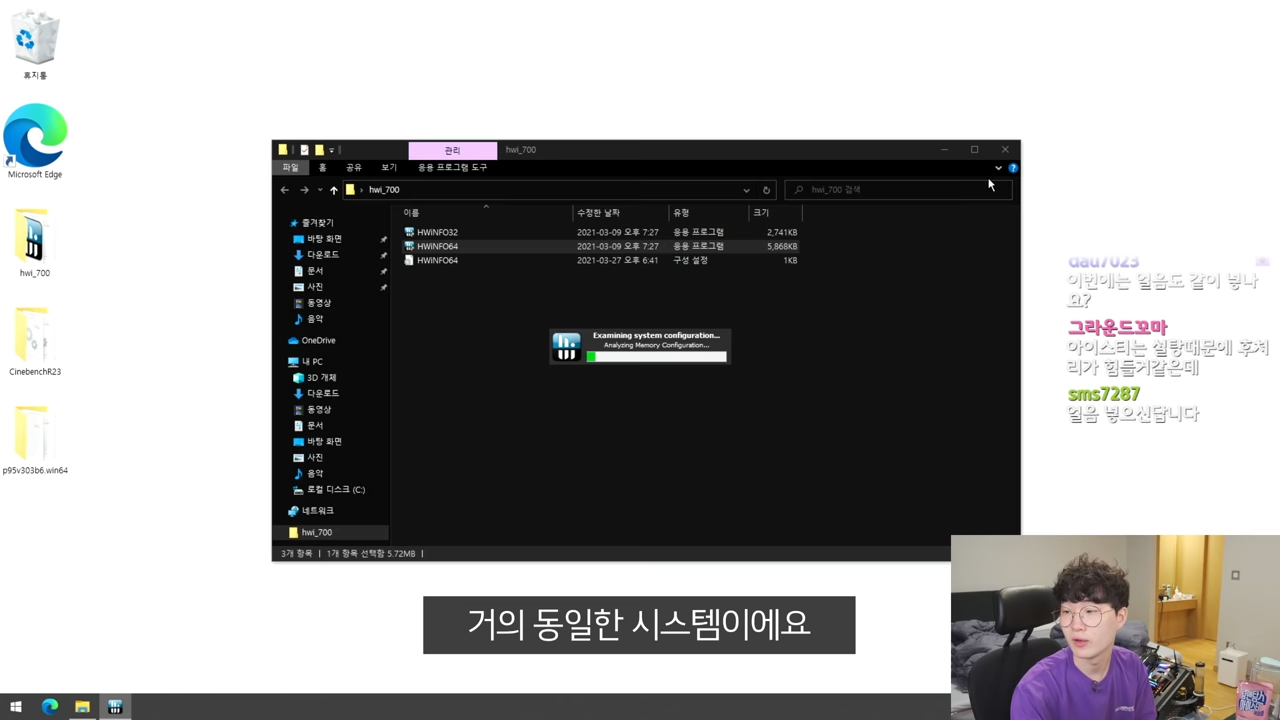 휴지통
Microsoft Edge
hwi_700
CinebenchR23
p95v303b6.win64
관리
hwi_700
파일
홈
공유
보기
응용 프로그램 도구
hwi_700
hwi_700 검색
이름
수정한 날짜
유형
크기
HWiNFO32
2021-03-09 오후 7:27
응용 프로그램
2,741KB
HWiNFO64
2021-03-09 오후 7:27
응용 프로그램
5,868KB
HWiNFO64
2021-03-27 오후 6:41
구성 설정
1KB
즐겨찾기
바탕 화면
다운로드
문서
사진
동영상
음악
OneDrive
내 PC
3D 개체
다운로드
동영상
문서
바탕 화면
사진
음악
로컬 디스크 (C:)
네트워크
hwi_700
3개 항목
1개 항목 선택함 5.72MB
Examining system configuration...
Analyzing Memory Configuration...
dau7023
이번에는 얼음도 같이 넣나
요?
그라운드꼬마
아이스티는 설탕때문에 후처
리가 힘들거같은데
sms7287
얼음 넣으신답니다
거의 동일한 시스템이에요